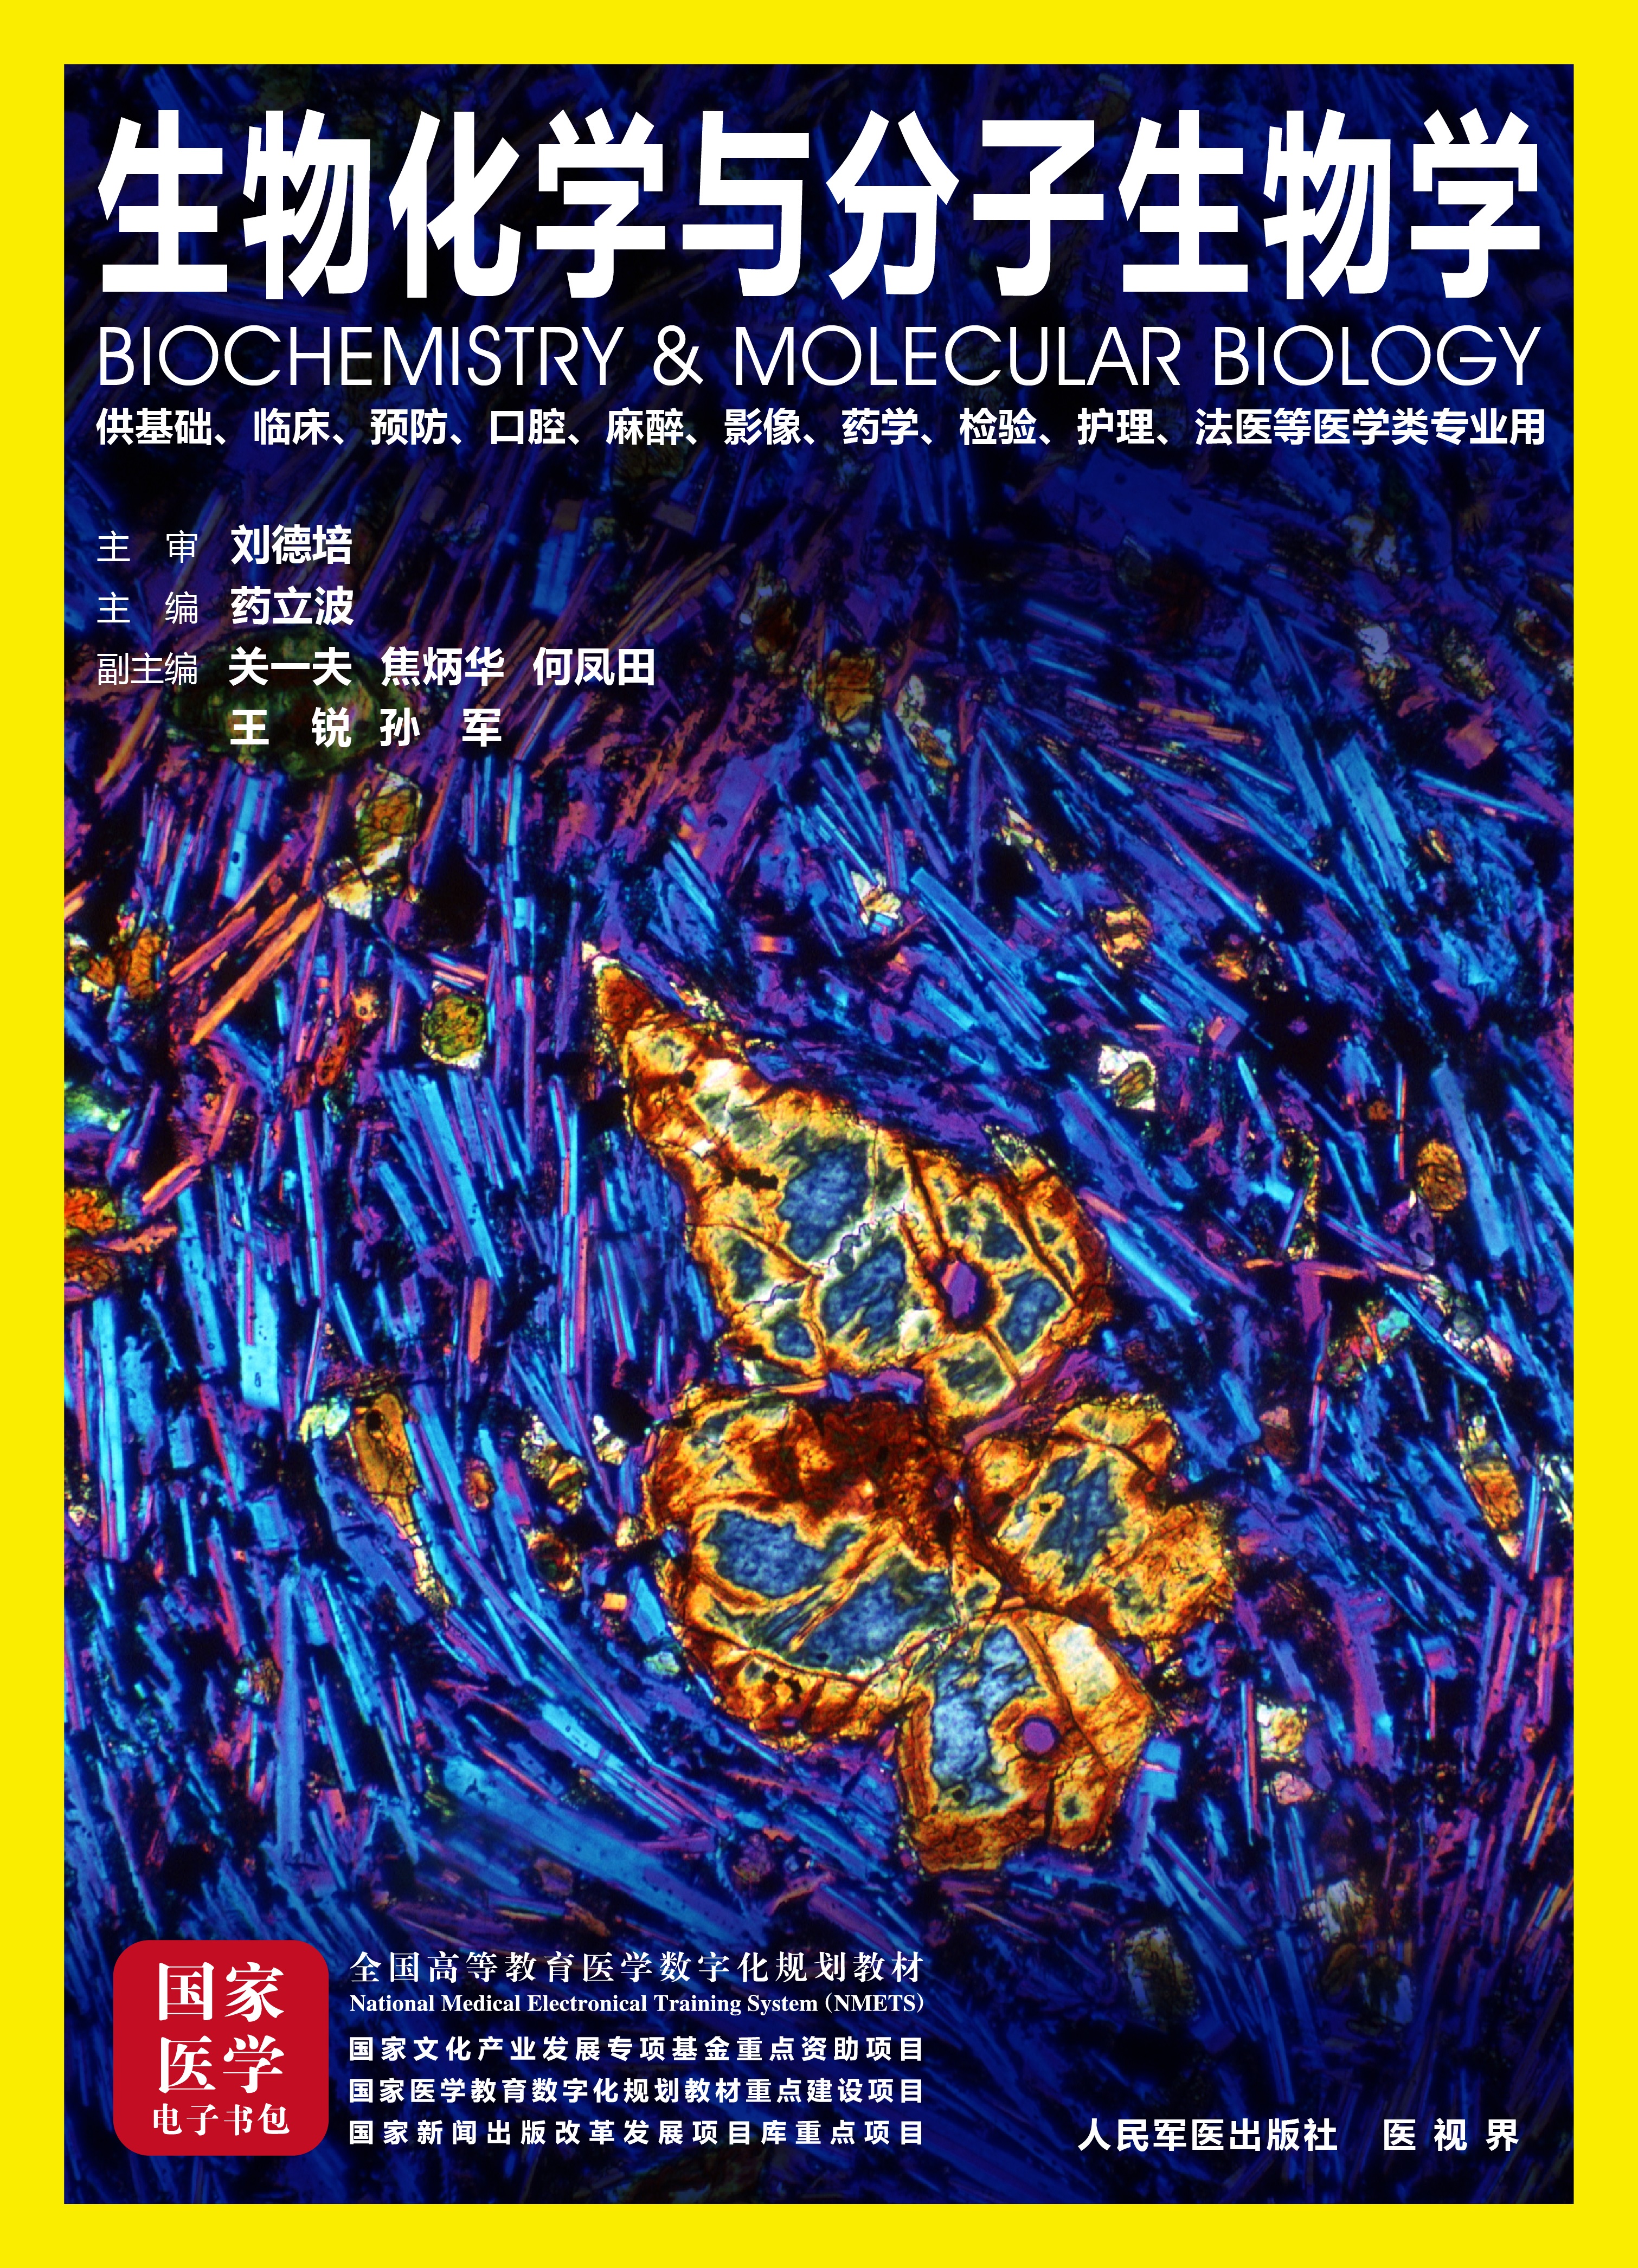 生物化学与分子生物学
BIOCHEMISTRY & MOLECULAR BIOLOGY
供基础、临床、预防、口腔、麻醉、影像、药学、检验、护理、法医等医学类专业用
主 审 刘德培
主 编 药立波
副主编 关一夫 焦炳华 何凤田
王 锐 孙 军
国家
医学
电子书包
全国高等教育医学数字化规划教材
National Medical Electronical Training System (NMETS)
国家文化产业发展专项基金重点资助项目
国家医学教育数字化规划教材重点建设项目
国家新闻出版改革发展项目库重点项目
人民军医出版社 医视界